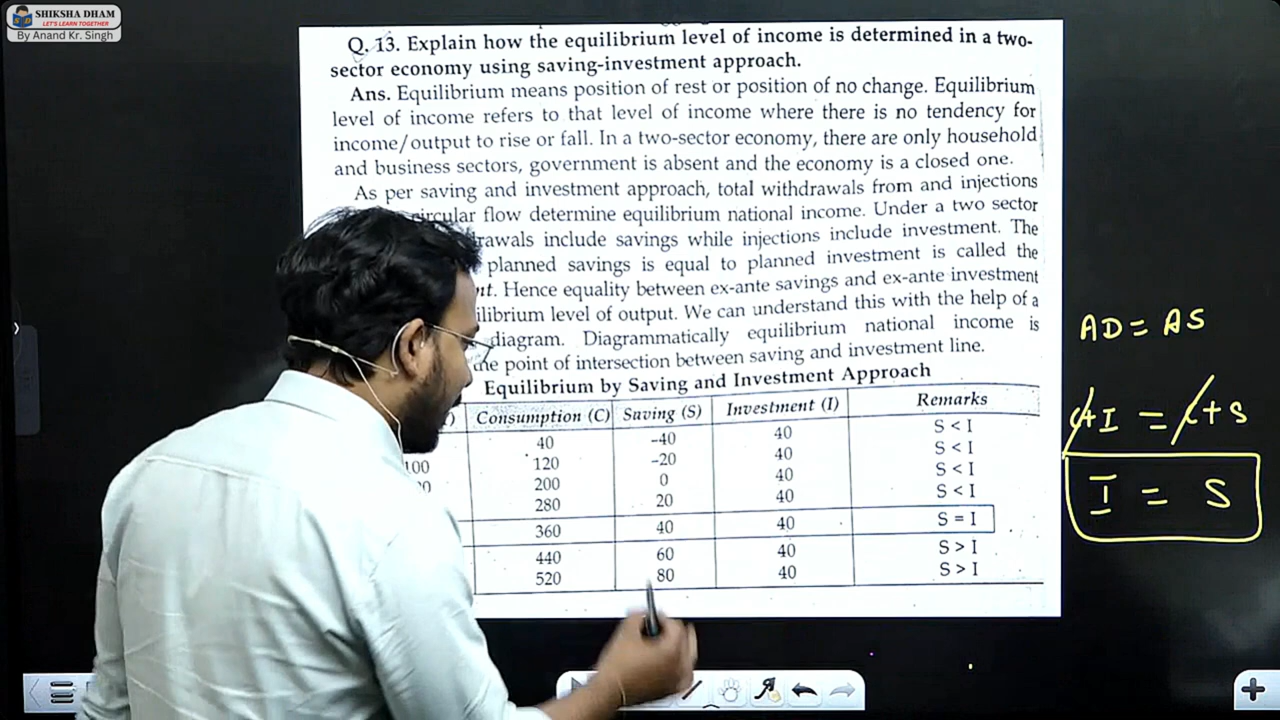 SHIKSHA DHAM
LET'S LEARN TOGETHER
By Anand Kr. Singh
Q. 13. Explain how the equilibrium level of income is determined in a two-
sector economy using saving-investment approach.
Ans. Equilibrium means position of rest or position of no change. Equilibrium
level of income refers to that level of income where there is no tendency for
income/output to rise or fall. In a two-sector economy, there are only household
and business sectors, government is absent and the economy is a closed one.
As per saving and investment approach, total withdrawals from and injections
circular flow determine equilibrium national income. Under a two sector
rawals include savings while injections include investment. The
planned savings is equal to planned investment is called the
nt. Hence equality between ex-ante savings and ex-ante investment
ilibrium level of output. We can understand this with the help of a
diagram. Diagrammatically equilibrium national income is
point of intersection between saving and investment line.
Equilibrium by Saving and Investment Approach
) Consumption (C) Saving (S) Investment (I) Remarks
40 -40 40 S < I
100 120 -20 40 S < I
200 0 40 S < I
280 20 40 S < I
360 40 40 S = I
440 60 40 S > I
520 80 40 S > I
AD = AS
C+I = C+S
I = S